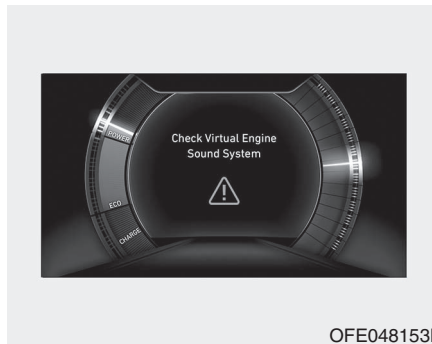 POWER
Check Virtual Engine
Sound System
ECO
CHARGE
OFE048153